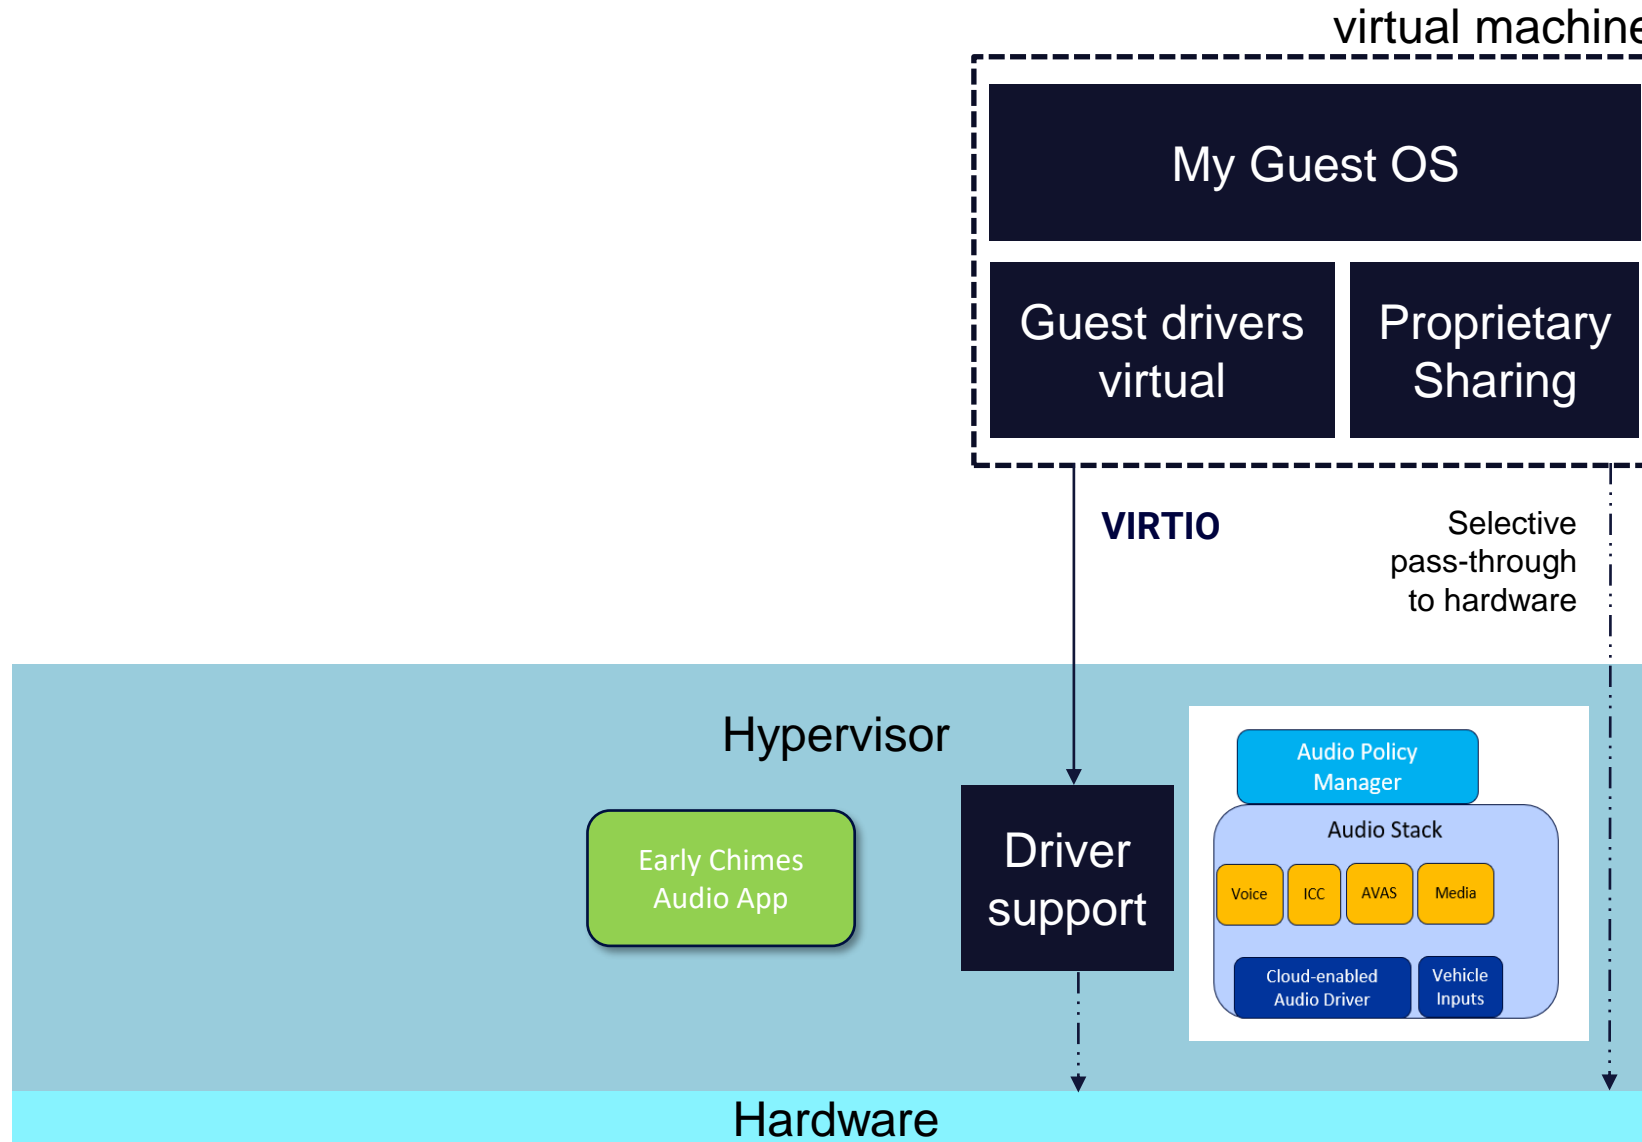 virtual machine
My Guest OS
Guest drivers
virtual
Proprietary
Sharing
VIRTIO
Selective
pass-through
to hardware
Hypervisor
Early Chimes
Audio App
Driver
support
Audio Policy
Manager
Audio Stack
Voice
ICC
AVAS
Media
Cloud-enabled
Audio Driver
Vehicle
Inputs
Hardware